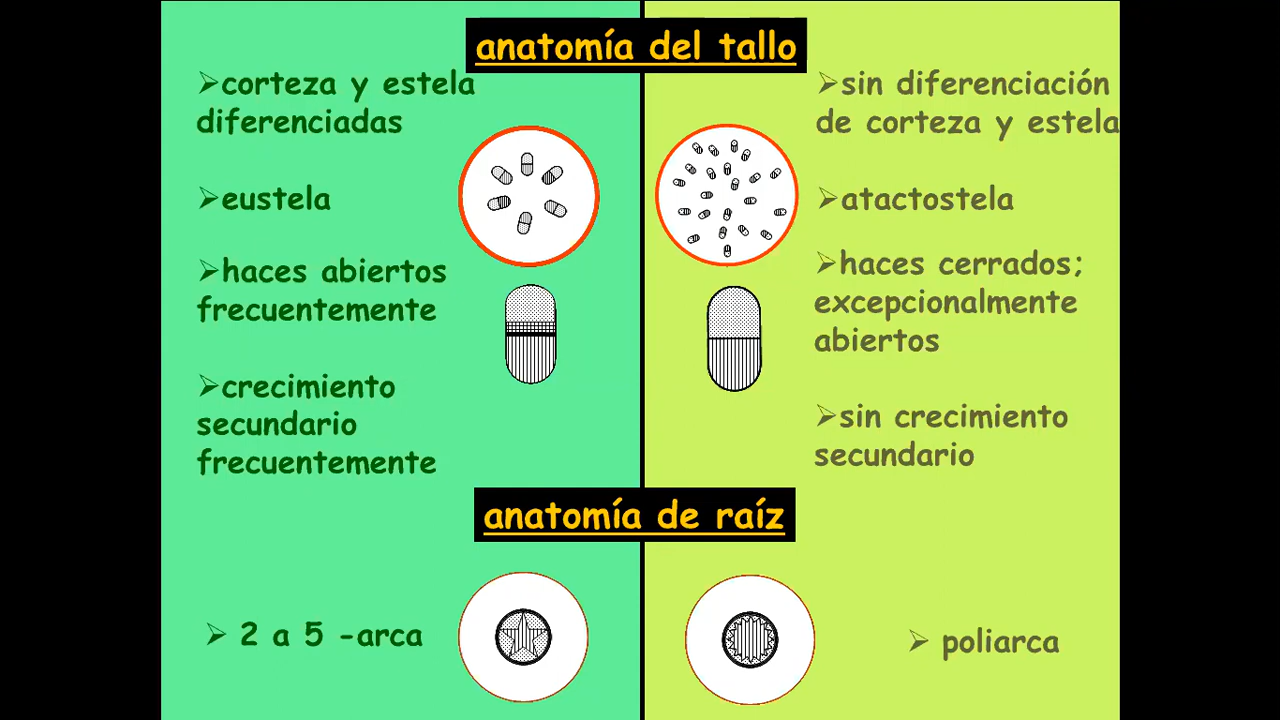 anatomía del tallo
➢corteza y estela
diferenciadas
➢eustela
➢haces abiertos
frecuentemente
➢crecimiento
secundario
frecuentemente
➢sin diferenciación
de corteza y estela
➢atactostela
➢haces cerrados;
excepcionalmente
abiertos
➢sin crecimiento
secundario
anatomía de raíz
➢ 2 a 5 -arca
➢ poliarca